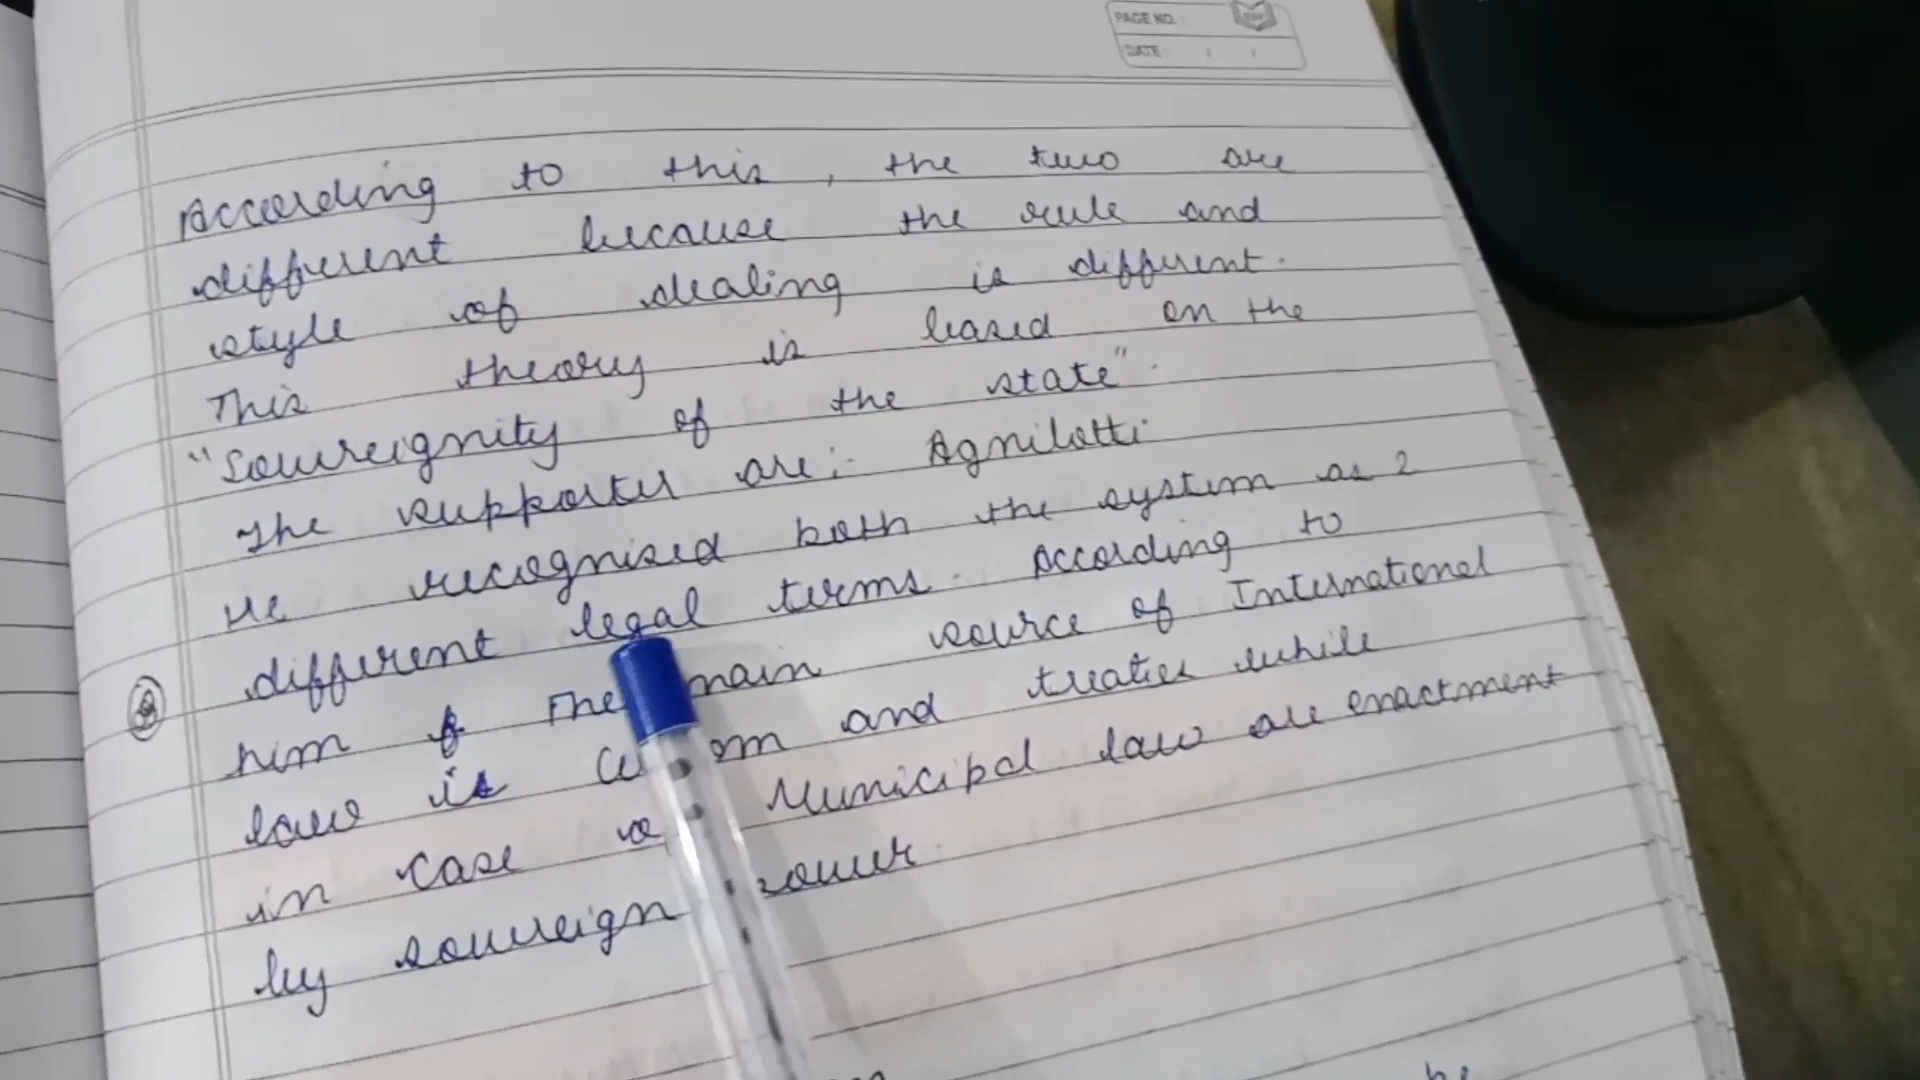 PAGE NO. :
DATE : / /
According to this, the two are
different because the rule and
style of dealing is different.
This theory is based on the
"Sovereignity of the state".
The supporter are:- Agnilotti
He recognised both the system as 2
different legal terms. According to
him The main source of International
law is and treaties while
in case Municipal law are enactment
by sovereign
be